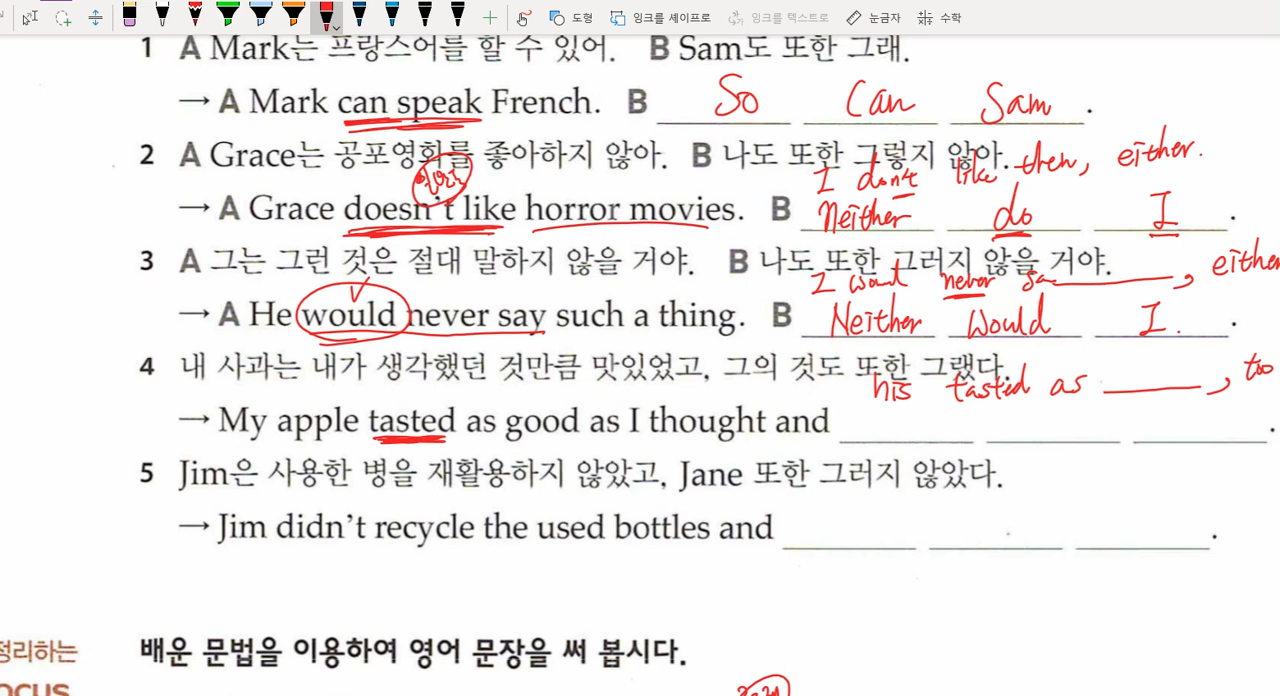 도형 잉크를 셰이프로 잉크를 텍스트로 눈금자 수학
1 A Mark는 프랑스어를 할 수 있어. B Sam도 또한 그래.
→ A Mark can speak French. B So Can Sam.
2 A Grace는 공포영화를 좋아하지 않아. B 나도 또한 그렇지 않아.
I don't like them, either.
→ A Grace doesn't like horror movies. B Neither do I.
3 A 그는 그런 것은 절대 말하지 않을 거야. B 나도 또한 그러지 않을 거야.
I never either
→ A He would never say such a thing. B Neither Would I.
4 내 사과는 내가 생각했던 것만큼 맛있었고, 그의 것도 또한 그랬다.
his tasted as ____, too
→ My apple tasted as good as I thought and ____ ____ ____.
5 Jim은 사용한 병을 재활용하지 않았고, Jane 또한 그러지 않았다.
→ Jim didn't recycle the used bottles and ____ ____ ____.
정리하는
배운 문법을 이용하여 영어 문장을 써 봅시다.
OCUS